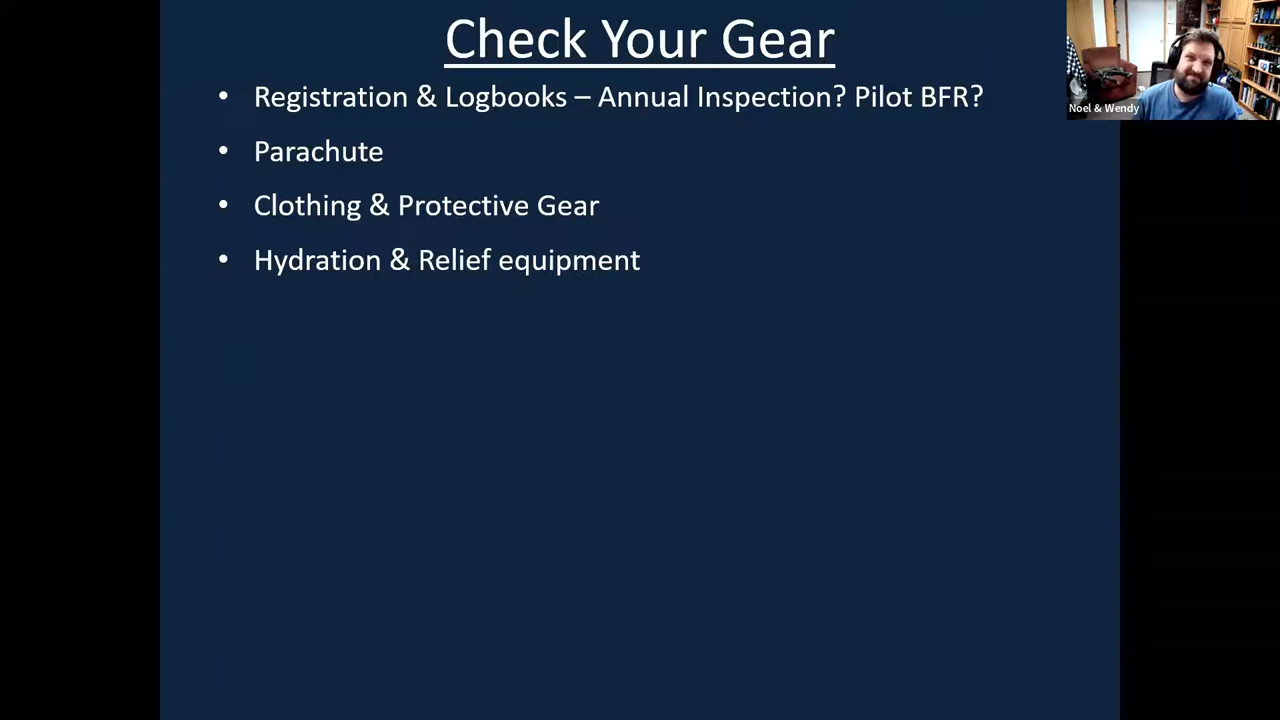 Check Your Gear
• Registration & Logbooks – Annual Inspection? Pilot BFR?
• Parachute
• Clothing & Protective Gear
• Hydration & Relief equipment
Noel & Wendy